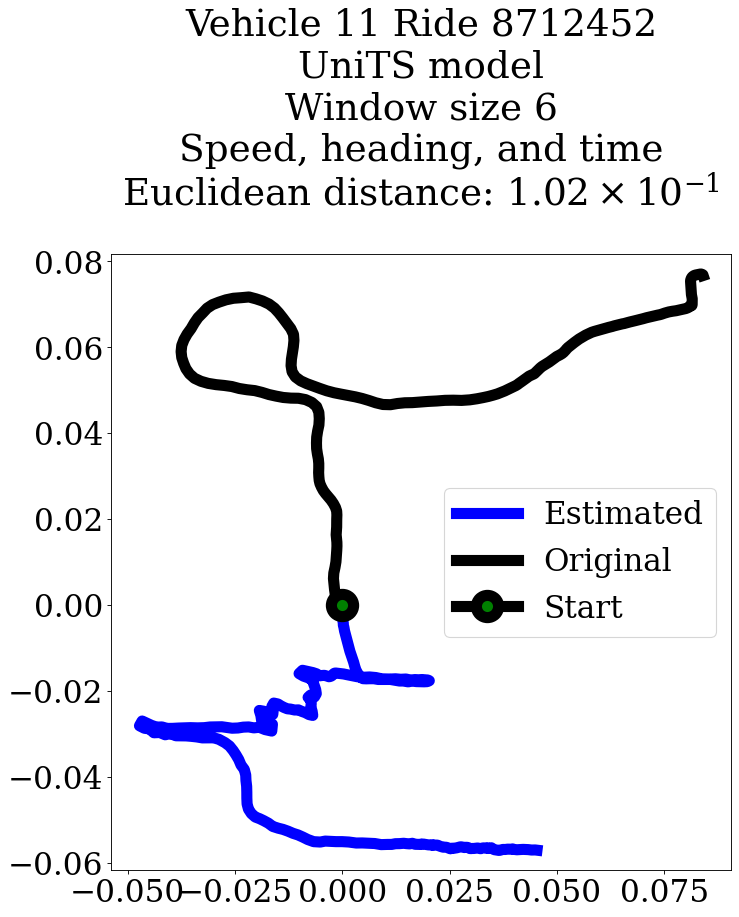 Vehicle 11 Ride 8712452
UniTS model
Window size 6
Speed, heading, and time
Euclidean distance: 1.02 × 10⁻¹
0.08
0.06
0.04
0.02
0.00
−0.02
−0.04
−0.06
Estimated
Original
Start
−0.050 −0.025 0.000 0.025 0.050 0.075